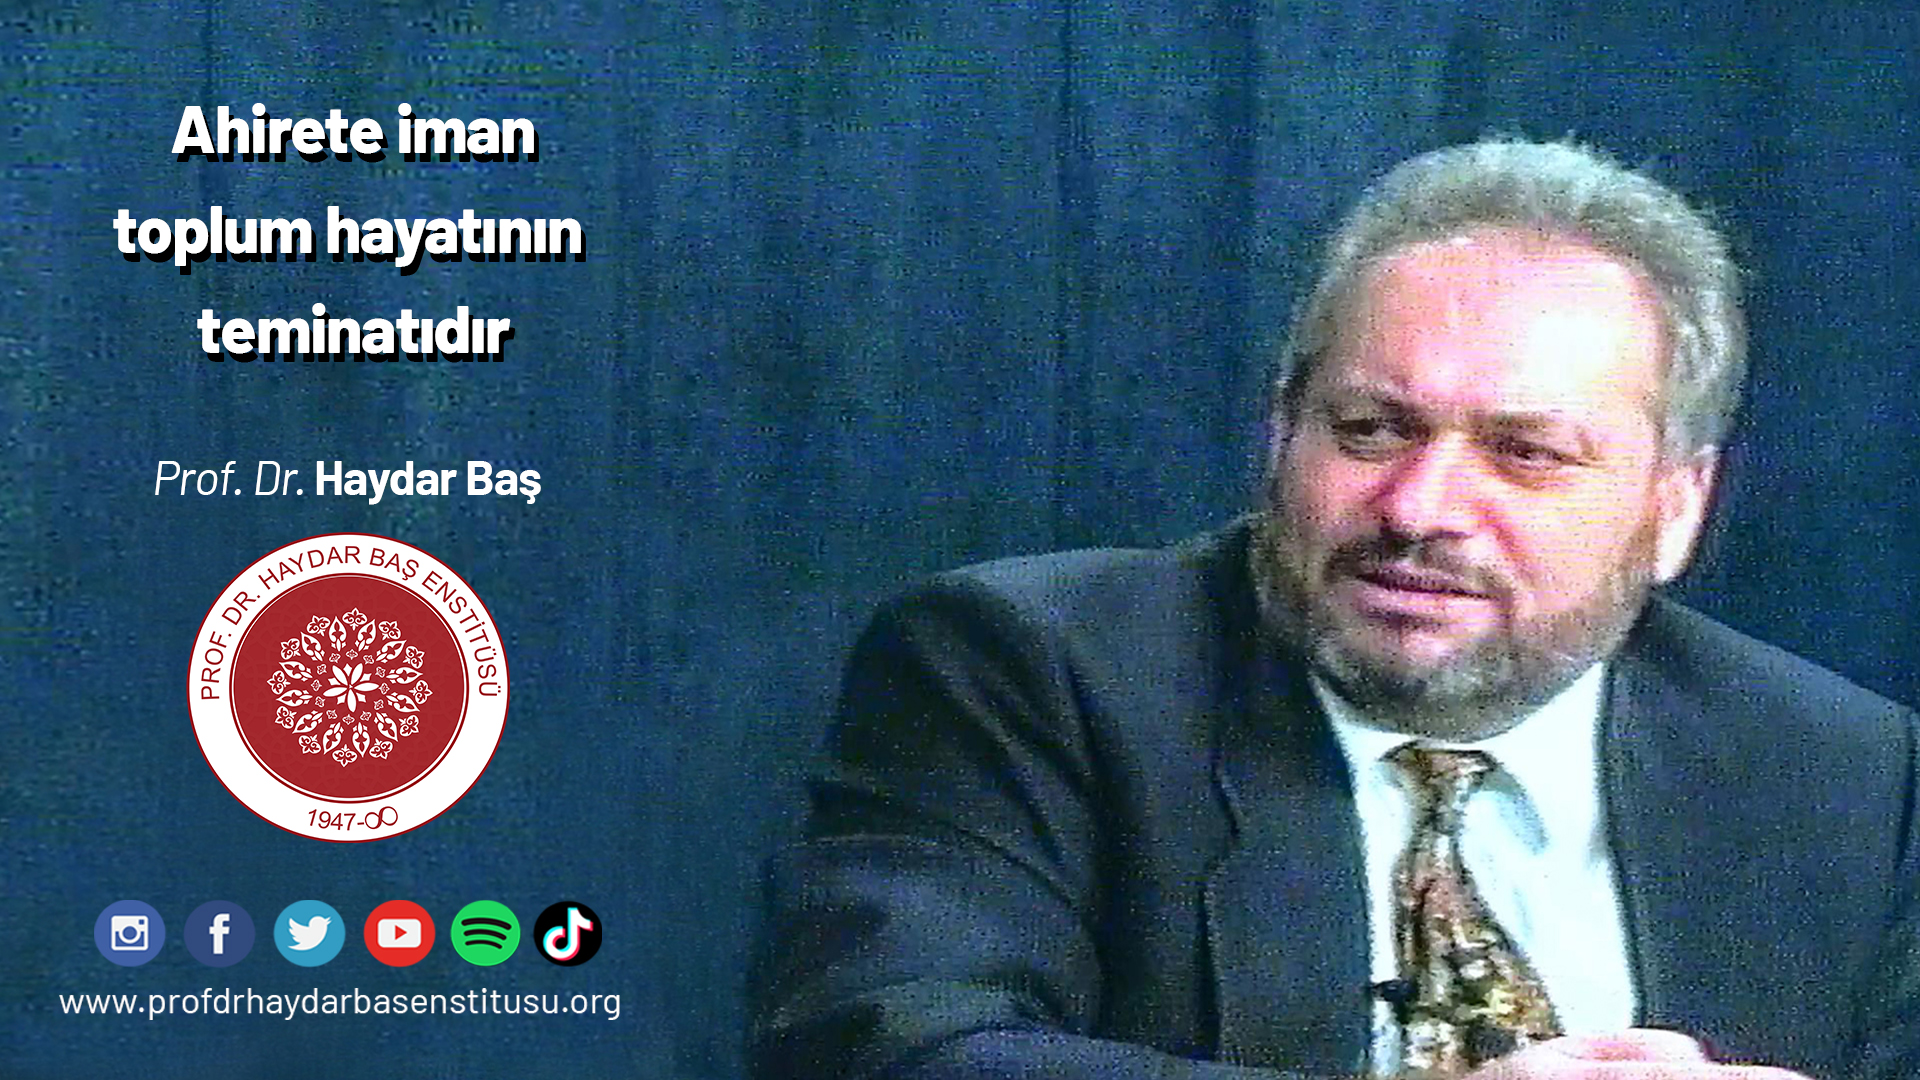 Ahirete iman
toplum hayatının
teminatıdır
Prof. Dr. Haydar Baş
PROF. DR. HAYDAR BAŞ ENSTİTÜSÜ
1947-∞
www.profdrhaydarbasenstitusu.org